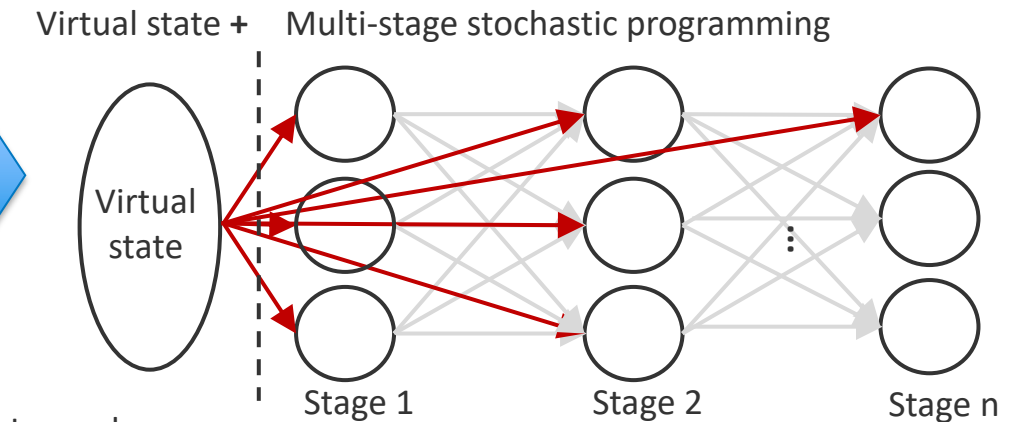 Virtual state + Multi-stage stochastic programming
Virtual
state
...
Stage 1 Stage 2 Stage n